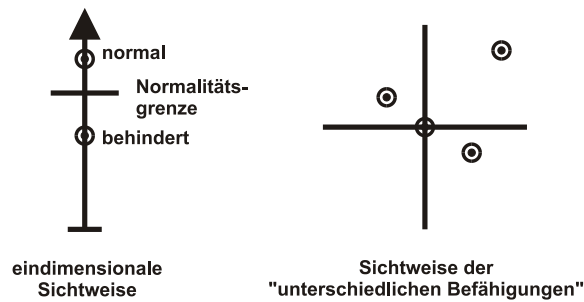 normal
Normalitäts-
grenze
behindert
eindimensionale
Sichtweise
Sichtweise der
"unterschiedlichen Befähigungen"